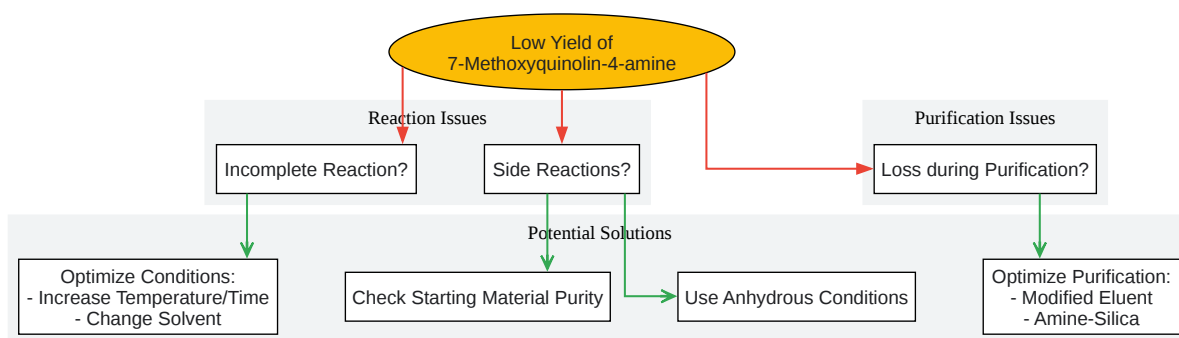 Low Yield of
7-Methoxyquinolin-4-amine
Reaction Issues
Purification Issues
Incomplete Reaction?
Side Reactions?
Loss during Purification?
Potential Solutions
Optimize Conditions:
- Increase Temperature/Time
- Change Solvent
Check Starting Material Purity
Use Anhydrous Conditions
Optimize Purification:
- Modified Eluent
- Amine-Silica